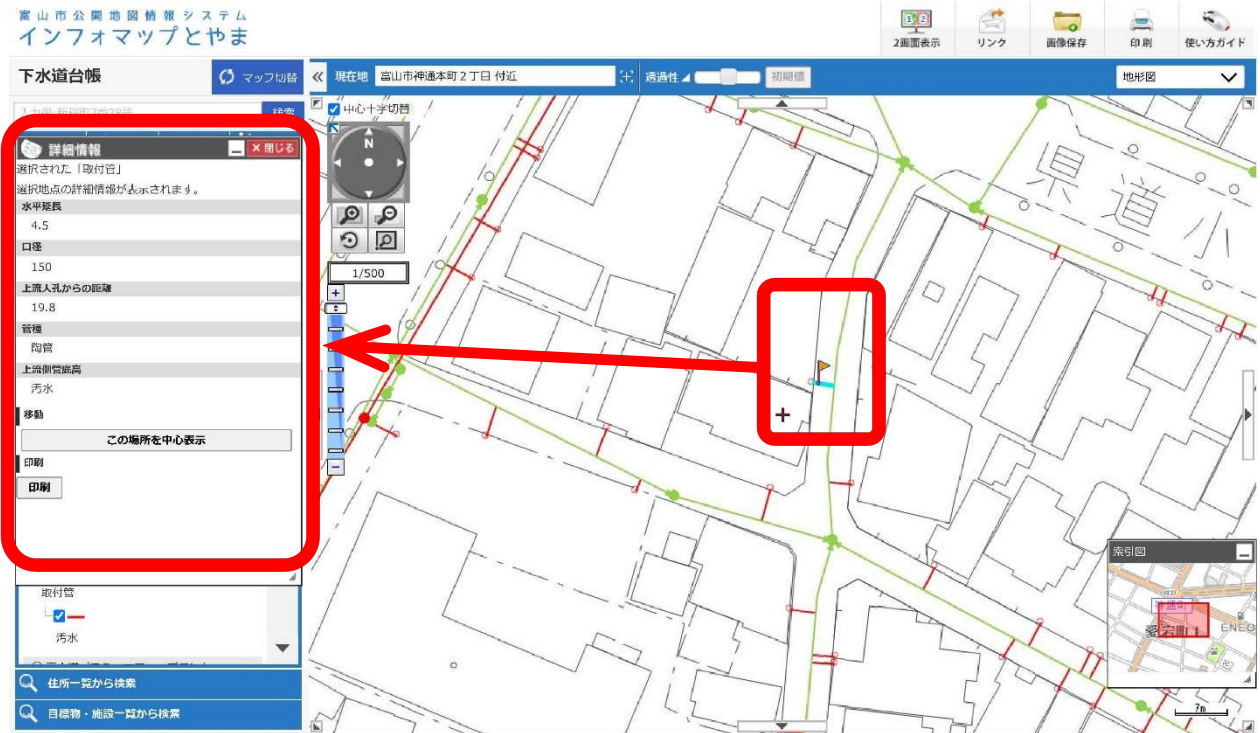 富山市公開地図情報システム
インフォマップとやま
2画面表示
リンク
画像保存
印刷
使い方ガイド
下水道台帳
マップ切替
現在地
富山市神通本町2丁目 付近
透過性
初期値
地形図
検索
中心十字切替
N
詳細情報
×閉じる
選択された「取付管」
選択地点の詳細情報が表示されます。
水平延長
4.5
口径
150
上流人孔からの距離
19.8
管種
陶管
上流側管底高
汚水
移動
この場所を中心表示
印刷
印刷
1/500
取付管
汚水
住所一覧から検索
目標物・施設一覧から検索
索引図
神通町
愛宕町1
ENEO
7m